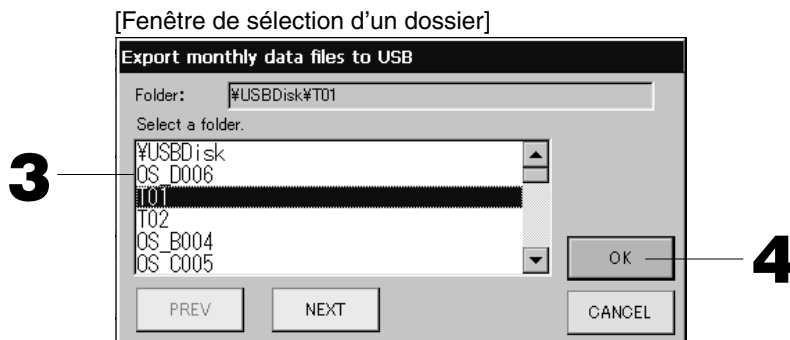 [Fenêtre de sélection d'un dossier]
Export monthly data files to USB
Folder: ¥USBDisk¥T01
Select a folder.
¥USBDisk
3
OS_D006
T01
T02
OS_B004
OS_C005
OK
4
PREV NEXT CANCEL